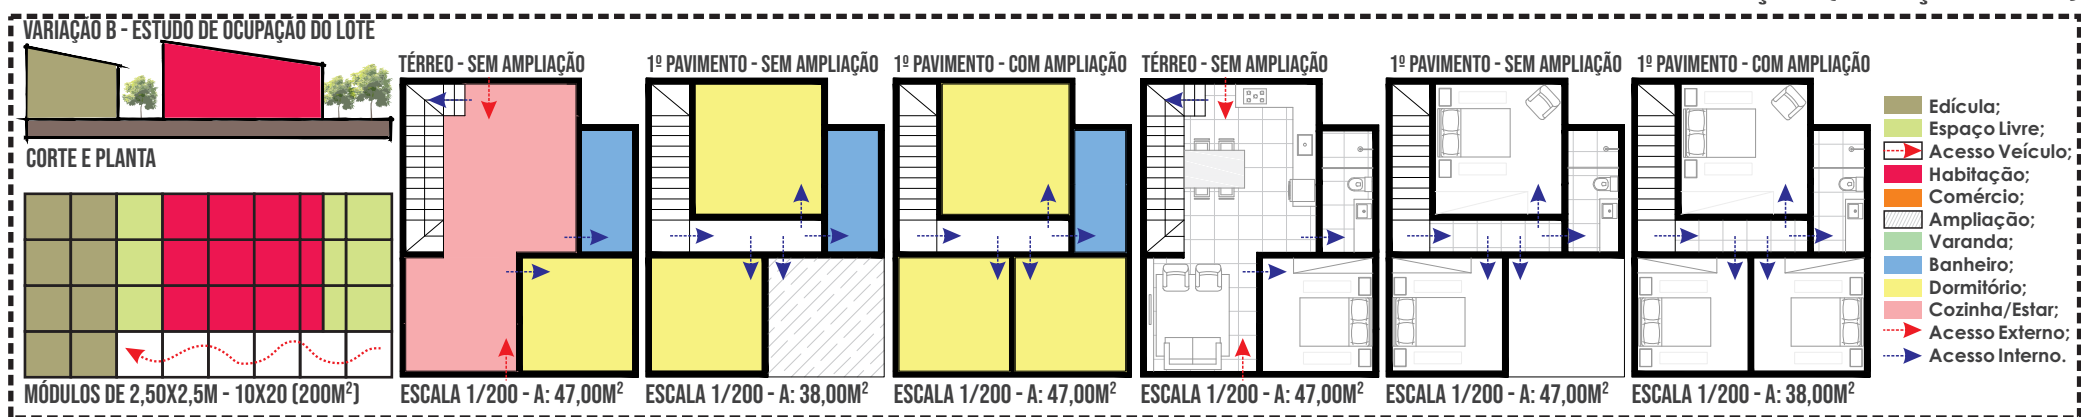 VARIAÇÃO B - ESTUDO DE OCUPAÇÃO DO LOTE
CORTE E PLANTA
MÓDULOS DE 2,50X2,5M - 10X20 (200M²)
TÉRREO - SEM AMPLIAÇÃO
ESCALA 1/200 - A: 47,00M²
1º PAVIMENTO - SEM AMPLIAÇÃO
ESCALA 1/200 - A: 38,00M²
1º PAVIMENTO - COM AMPLIAÇÃO
ESCALA 1/200 - A: 47,00M²
TÉRREO - SEM AMPLIAÇÃO
ESCALA 1/200 - A: 47,00M²
1º PAVIMENTO - SEM AMPLIAÇÃO
ESCALA 1/200 - A: 47,00M²
1º PAVIMENTO - COM AMPLIAÇÃO
ESCALA 1/200 - A: 38,00M²
Edícula;
Espaço Livre;
Acesso Veículo;
Habitação;
Comércio;
Ampliação;
Varanda;
Banheiro;
Dormitório;
Cozinha/Estar;
Acesso Externo;
Acesso Interno.